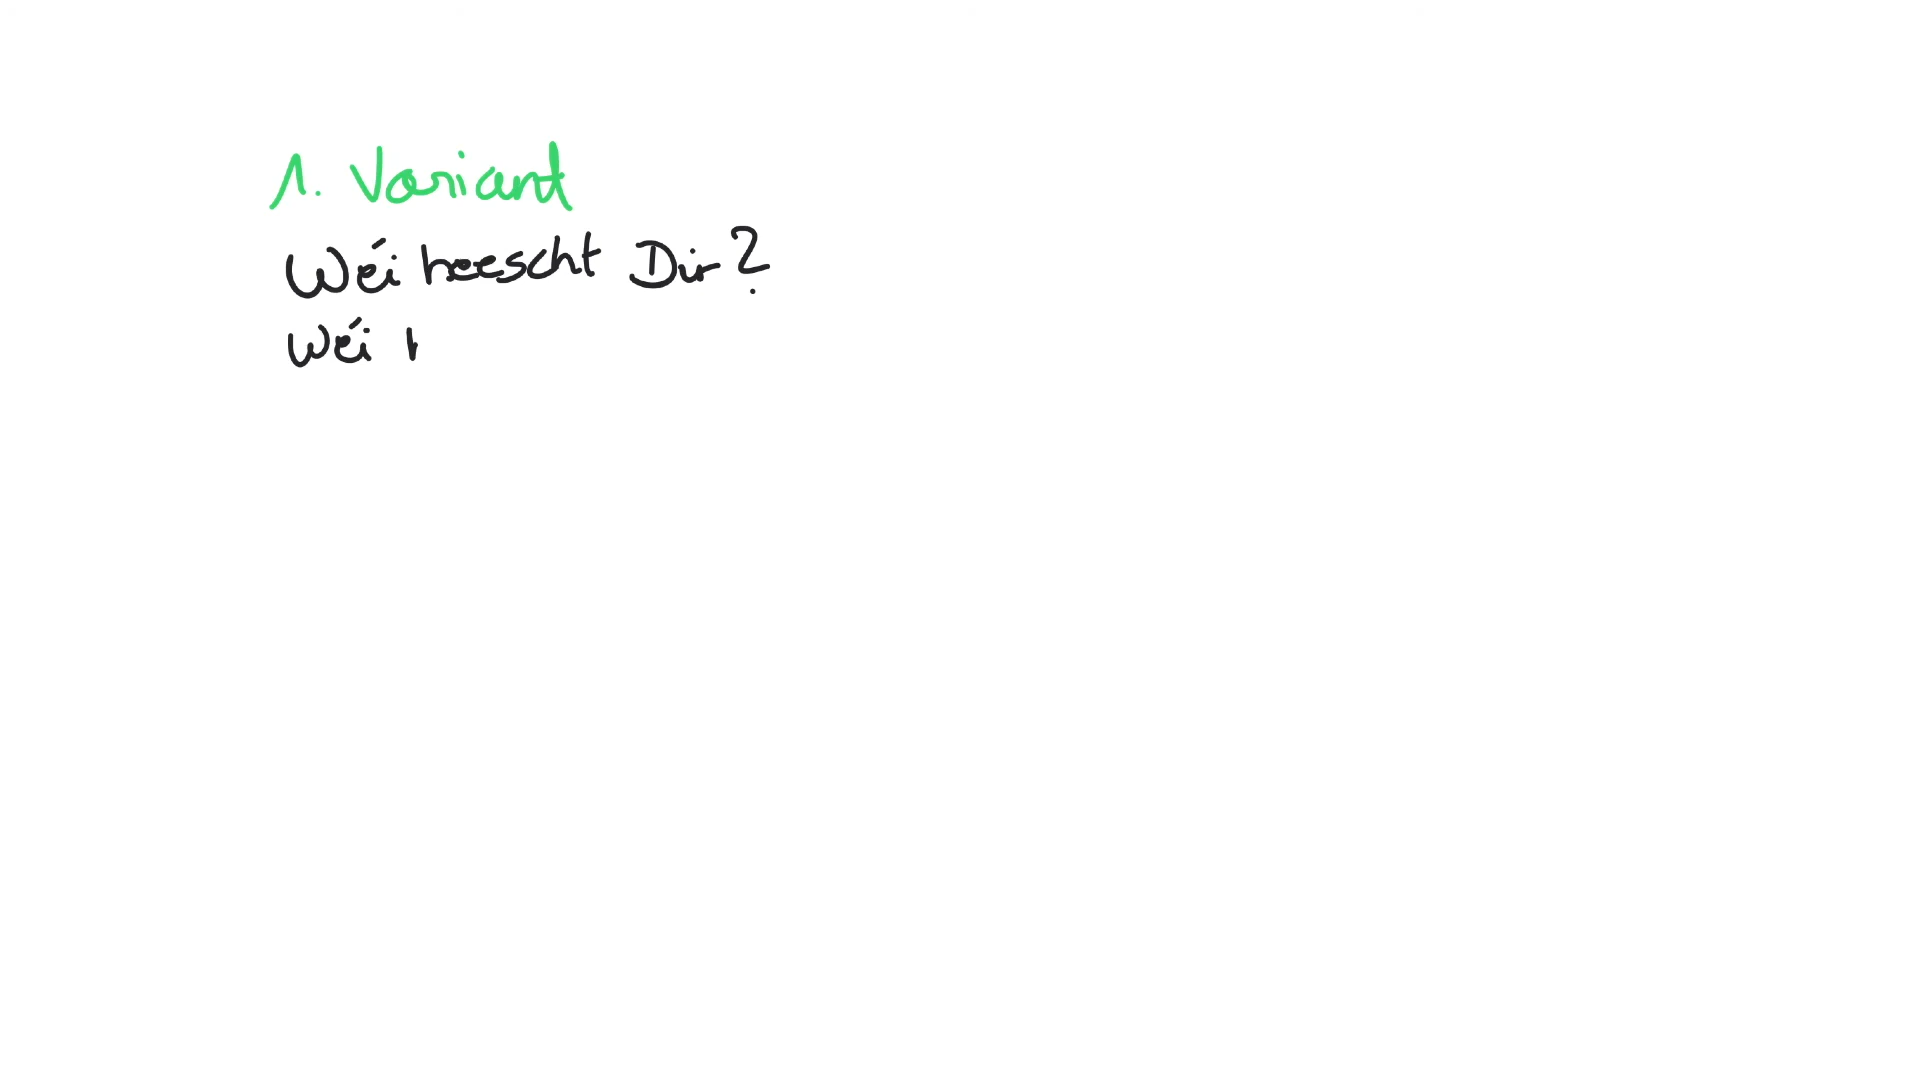 1. Variant
Wéi heescht Dir?
Wéi